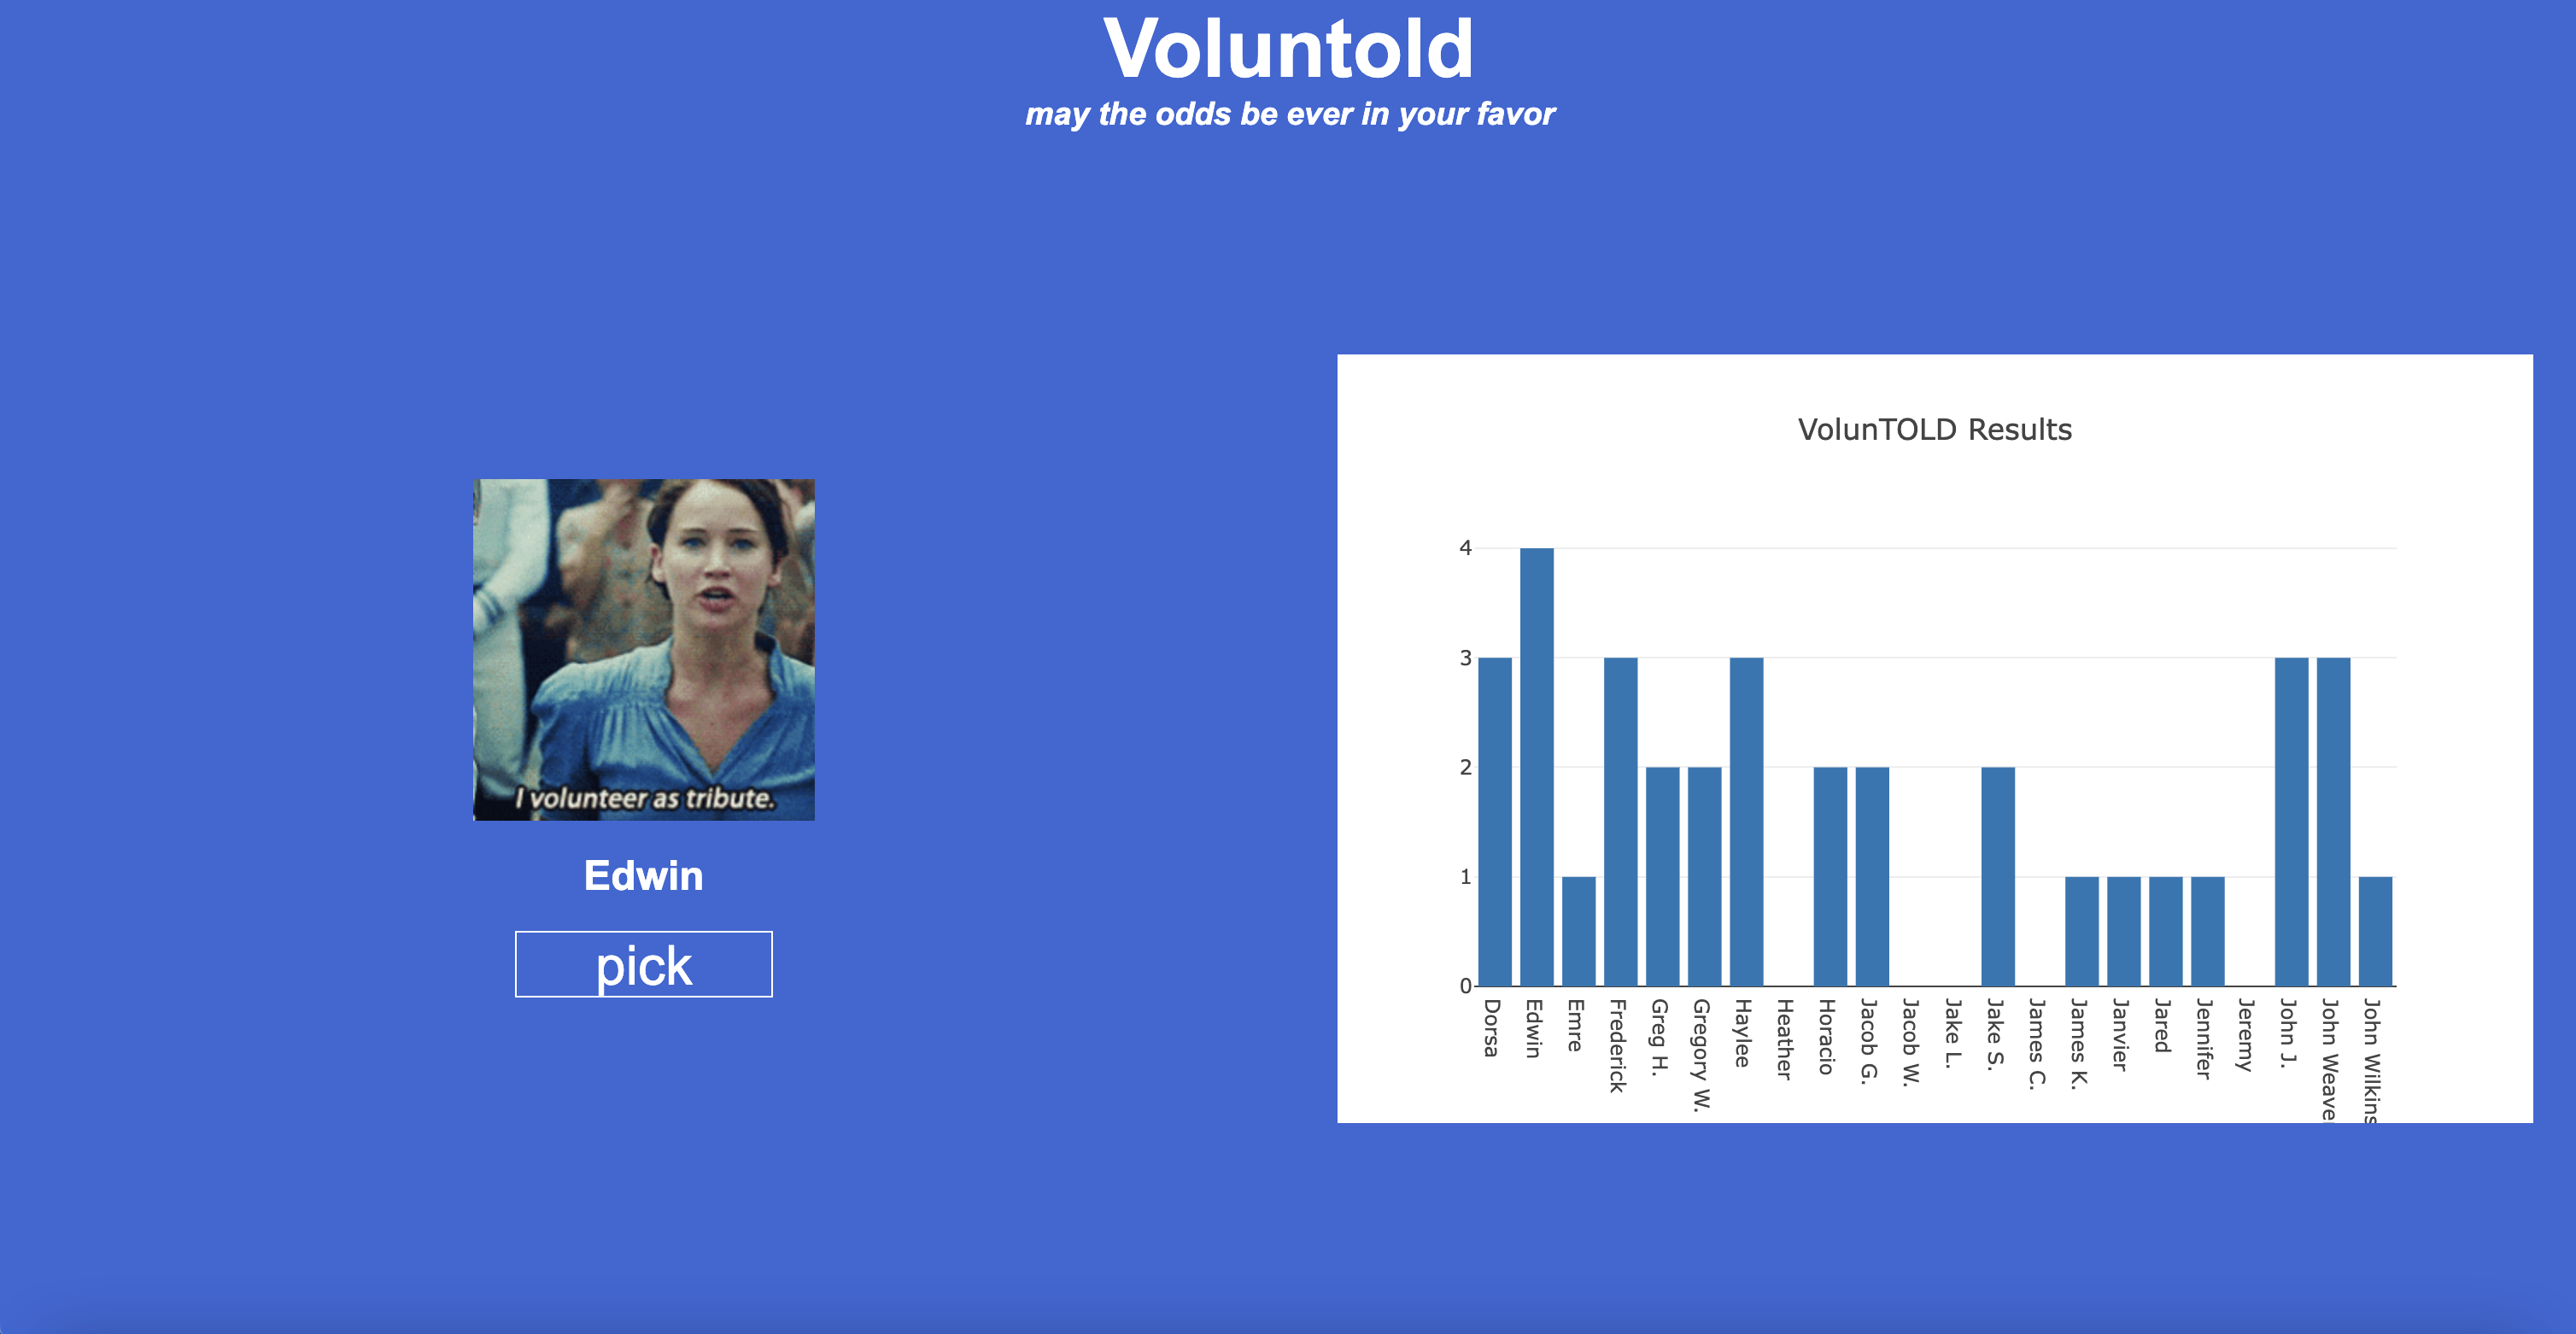 Voluntold
may the odds be ever in your favor
I volunteer as tribute.
Edwin
pick
VolunTOLD Results
4
3
2
1
0
Dorsa
Edwin
Emre
Frederick
Greg H.
Gregory W.
Haylee
Heather
Horacio
Jacob G.
Jacob W.
Jake L.
Jake S.
James C.
James K.
Janvier
Jared
Jennifer
Jeremy
John J.
John Weave
John Wilkins